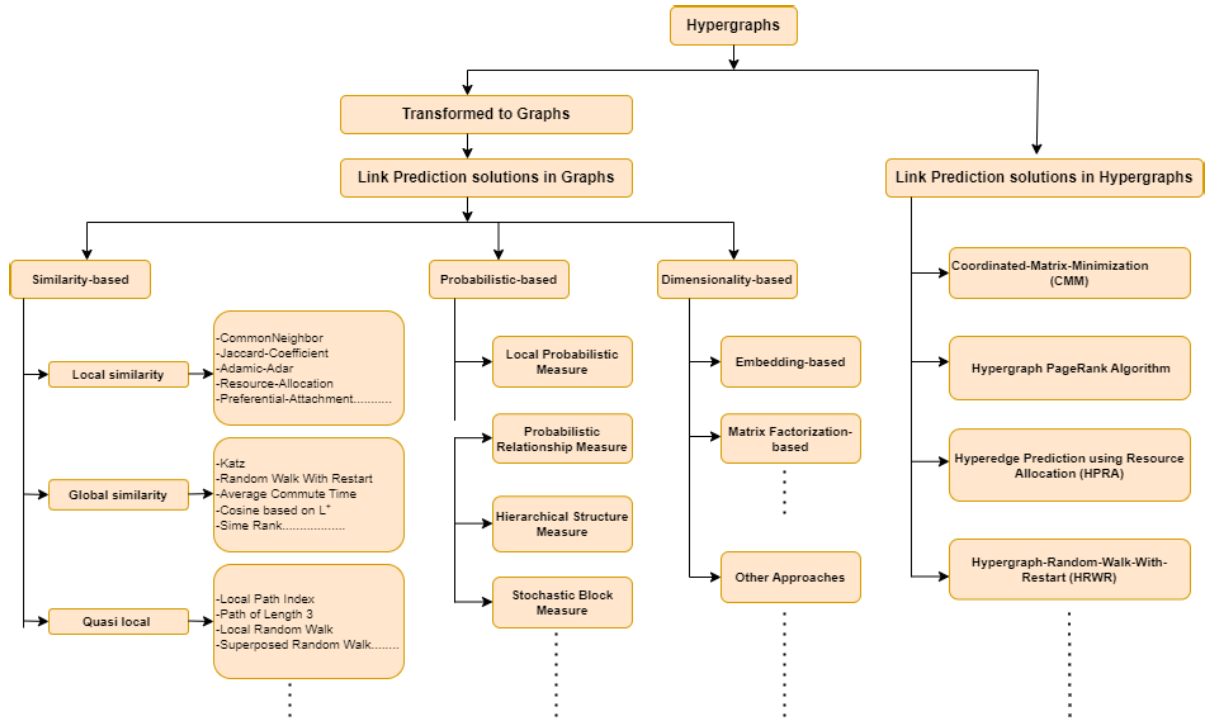 Hypergraphs
Transformed to Graphs
Link Prediction solutions in Graphs
Link Prediction solutions in Hypergraphs
Similarity-based
Probabilistic-based
Dimensionality-based
Local similarity
-CommonNeighbor
-Jaccard-Coefficient
-Adamic-Adar
-Resource-Allocation
-Preferential-Attachment...........
Global similarity
-Katz
-Random Walk With Restart
-Average Commute Time
-Cosine based on L⁺
-Sime Rank...................
Quasi local
-Local Path Index
-Path of Length 3
-Local Random Walk
-Superposed Random Walk........
Local Probabilistic
Measure
Probabilistic
Relationship Measure
Hierarchical Structure
Measure
Stochastic Block
Measure
Embedding-based
Matrix Factorization-
based
Other Approaches
Coordinated-Matrix-Minimization
(CMM)
Hypergraph PageRank Algorithm
Hyperedge Prediction using Resource
Allocation (HPRA)
Hypergraph-Random-Walk-With-
Restart (HRWR)